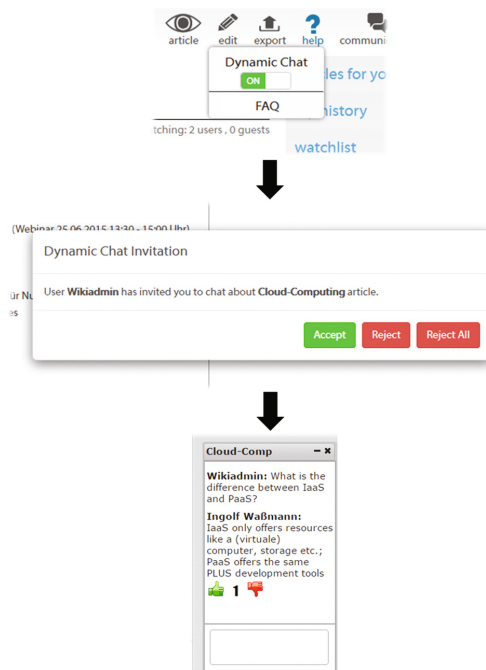 article edit export help communi
Dynamic Chat
ON
FAQ
les for yo
history
watchlist
tching: 2 users , 0 guests
(Webinar 25.06.2015 13:30 - 15:00 Uhr)
Dynamic Chat Invitation
User Wikiadmin has invited you to chat about Cloud-Computing article.
ür Nu
es
Accept Reject Reject All
Cloud-Comp
Wikiadmin: What is the
difference between IaaS
and PaaS?
Ingolf Waßmann:
IaaS only offers resources
like a (virtuale)
computer, storage etc.;
PaaS offers the same
PLUS development tools
1